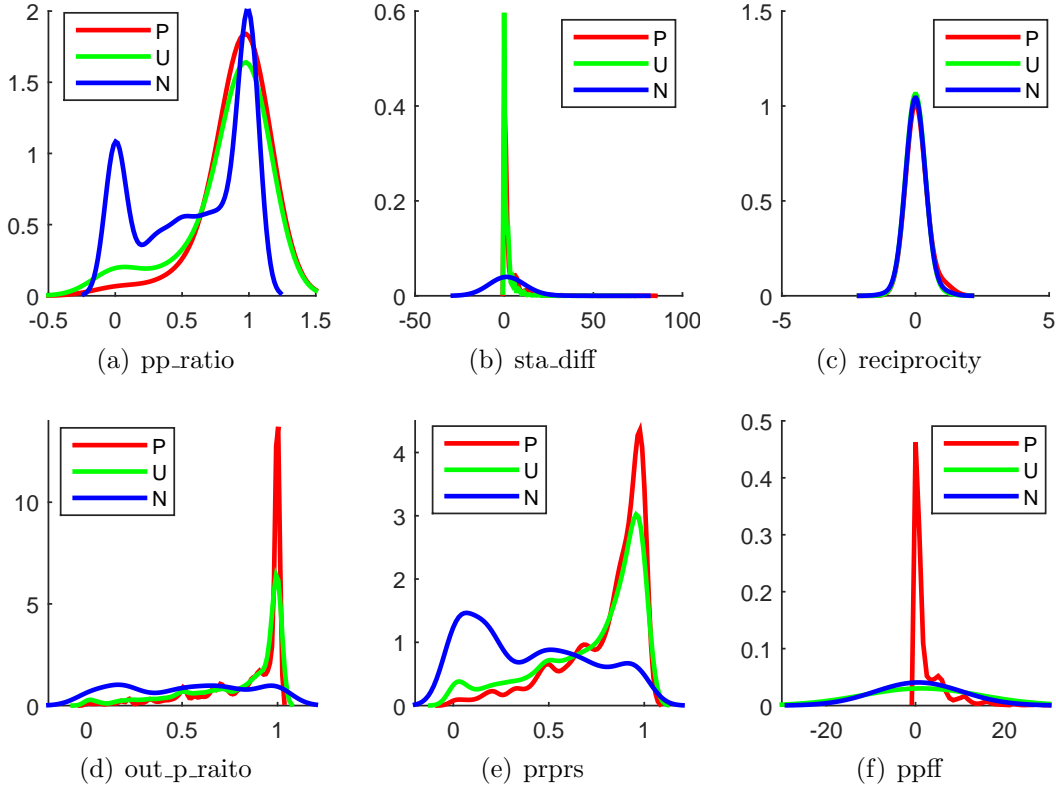 2
1.5
1
0.5
0
-0.5 0 0.5 1 1.5
P
U
N
(a) pp_ratio
0.6
0.4
0.2
0
-50 0 50 100
P
U
N
(b) sta_diff
1.5
1
0.5
0
-5 0 5
P
U
N
(c) reciprocity
10
5
0
0 0.5 1
P
U
N
(d) out_p_raito
4
3
2
1
0
0 0.5 1
P
U
N
(e) prprs
0.5
0.4
0.3
0.2
0.1
0
-20 0 20
P
U
N
(f) ppff